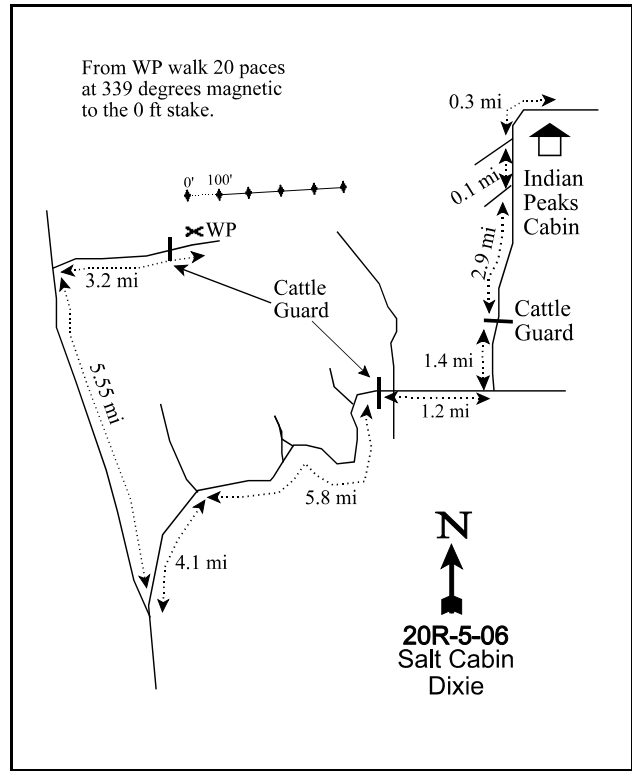 From WP walk 20 paces
at 339 degrees magnetic
to the 0 ft stake.
0.3 mi
0' 100'
0.1 mi
Indian
Peaks
Cabin
WP
2.9 mi
3.2 mi
Cattle
Guard
Cattle
Guard
1.4 mi
5.55 mi
1.2 mi
5.8 mi
4.1 mi
N
20R-5-06
Salt Cabin
Dixie